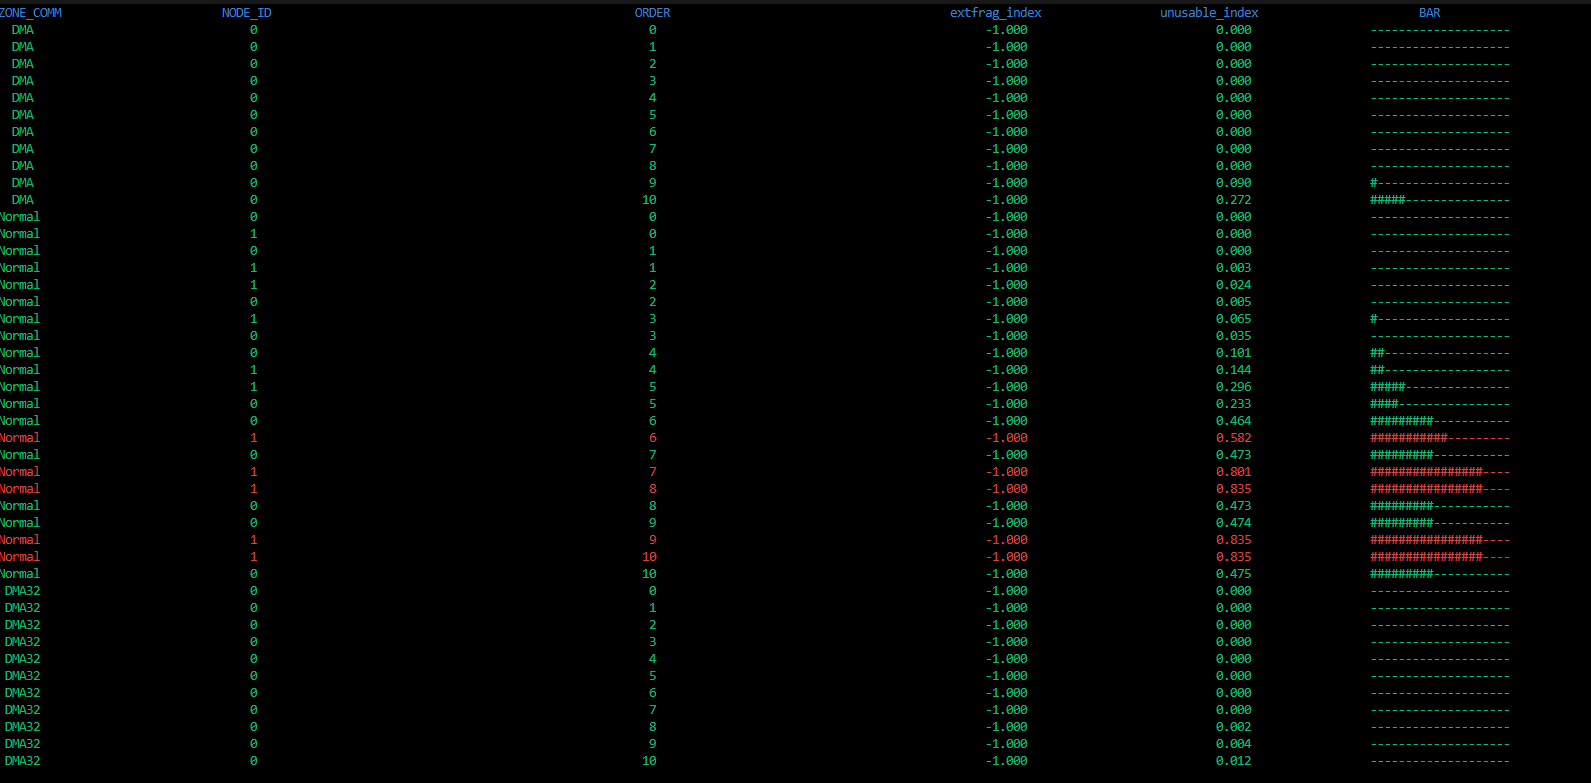 ZONE_COMM NODE_ID ORDER extfrag_index unusable_index BAR
DMA 0 0 -1.000 0.000 --------------------
DMA 0 1 -1.000 0.000 --------------------
DMA 0 2 -1.000 0.000 --------------------
DMA 0 3 -1.000 0.000 --------------------
DMA 0 4 -1.000 0.000 --------------------
DMA 0 5 -1.000 0.000 --------------------
DMA 0 6 -1.000 0.000 --------------------
DMA 0 7 -1.000 0.000 --------------------
DMA 0 8 -1.000 0.000 --------------------
DMA 0 9 -1.000 0.090 #-------------------
DMA 0 10 -1.000 0.272 #####---------------
Normal 0 0 -1.000 0.000 --------------------
Normal 1 0 -1.000 0.000 --------------------
Normal 0 1 -1.000 0.000 --------------------
Normal 1 1 -1.000 0.003 --------------------
Normal 1 2 -1.000 0.024 --------------------
Normal 0 2 -1.000 0.005 --------------------
Normal 1 3 -1.000 0.065 #-------------------
Normal 0 3 -1.000 0.035 --------------------
Normal 0 4 -1.000 0.101 ##------------------
Normal 1 4 -1.000 0.144 ##------------------
Normal 1 5 -1.000 0.296 #####---------------
Normal 0 5 -1.000 0.233 ####----------------
Normal 0 6 -1.000 0.464 #########-----------
Normal 1 6 -1.000 0.582 ###########---------
Normal 0 7 -1.000 0.473 #########-----------
Normal 1 7 -1.000 0.801 ################----
Normal 1 8 -1.000 0.835 ################----
Normal 0 8 -1.000 0.473 #########-----------
Normal 0 9 -1.000 0.474 #########-----------
Normal 1 9 -1.000 0.835 ################----
Normal 1 10 -1.000 0.835 ################----
Normal 0 10 -1.000 0.475 #########-----------
DMA32 0 0 -1.000 0.000 --------------------
DMA32 0 1 -1.000 0.000 --------------------
DMA32 0 2 -1.000 0.000 --------------------
DMA32 0 3 -1.000 0.000 --------------------
DMA32 0 4 -1.000 0.000 --------------------
DMA32 0 5 -1.000 0.000 --------------------
DMA32 0 6 -1.000 0.000 --------------------
DMA32 0 7 -1.000 0.000 --------------------
DMA32 0 8 -1.000 0.002 --------------------
DMA32 0 9 -1.000 0.004 --------------------
DMA32 0 10 -1.000 0.012 --------------------